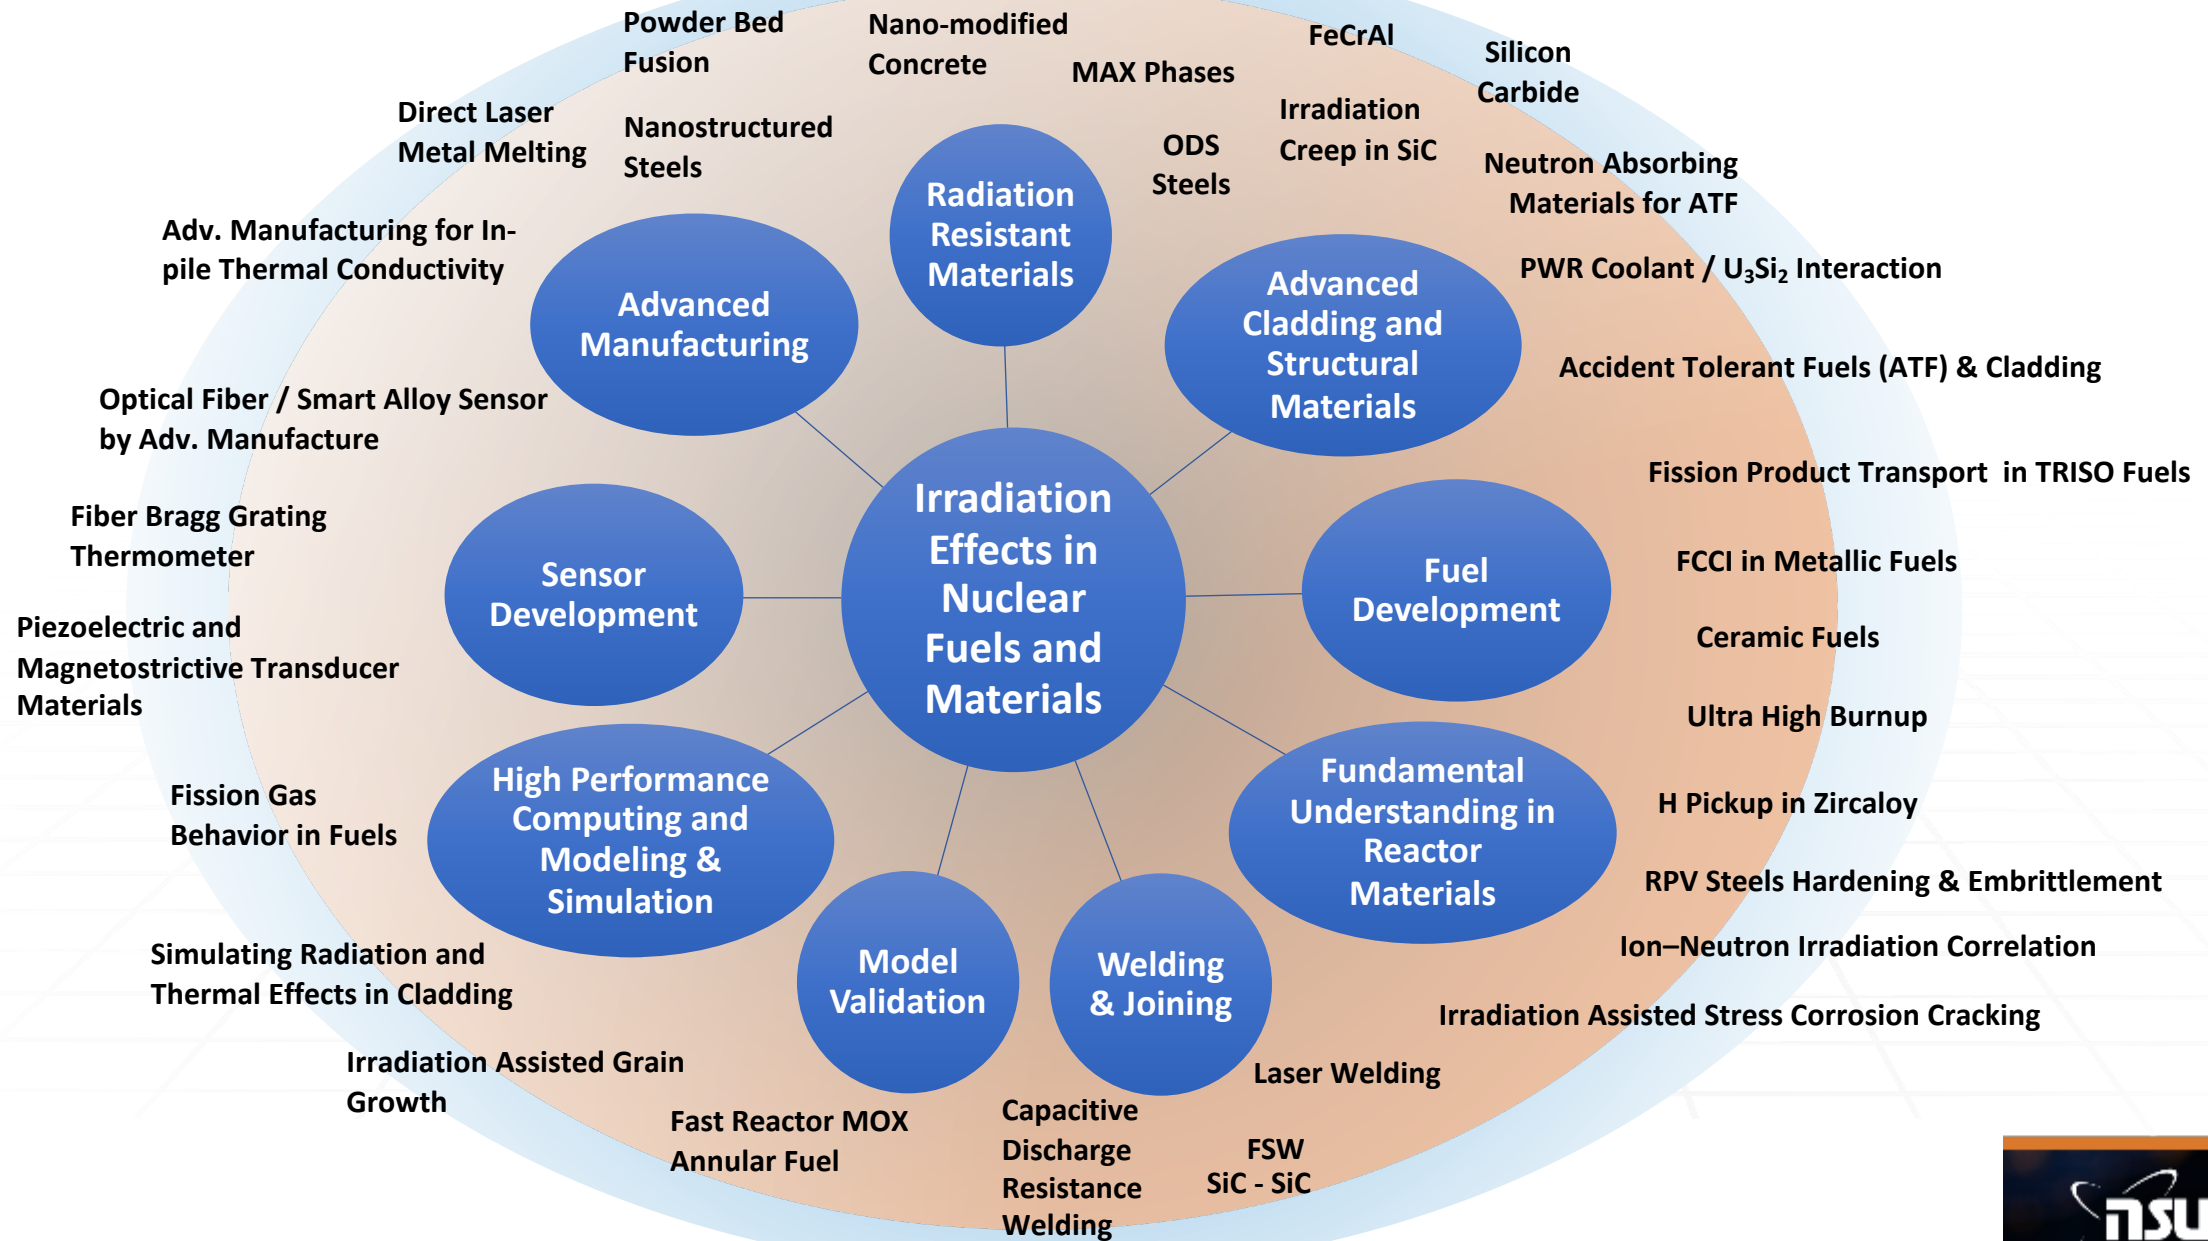 Powder Bed
Fusion
Nano-modified
Concrete
MAX Phases
FeCrAl
Silicon
Carbide
Direct Laser
Metal Melting
Nanostructured
Steels
ODS
Steels
Irradiation
Creep in SiC
Neutron Absorbing
Materials for ATF
Radiation
Resistant
Materials
Adv. Manufacturing for In-
pile Thermal Conductivity
Advanced
Manufacturing
Advanced
Cladding and
Structural
Materials
PWR Coolant / U₃Si₂ Interaction
Accident Tolerant Fuels (ATF) & Cladding
Optical Fiber / Smart Alloy Sensor
by Adv. Manufacture
Fission Product Transport in TRISO Fuels
Fiber Bragg Grating
Thermometer
Sensor
Development
Irradiation
Effects in
Nuclear
Fuels and
Materials
Fuel
Development
FCCI in Metallic Fuels
Ceramic Fuels
Ultra High Burnup
Piezoelectric and
Magnetostrictive Transducer
Materials
High Performance
Computing and
Modeling &
Simulation
Fundamental
Understanding in
Reactor
Materials
H Pickup in Zircaloy
RPV Steels Hardening & Embrittlement
Ion–Neutron Irradiation Correlation
Irradiation Assisted Stress Corrosion Cracking
Fission Gas
Behavior in Fuels
Simulating Radiation and
Thermal Effects in Cladding
Model
Validation
Welding
& Joining
Irradiation Assisted Grain
Growth
Fast Reactor MOX
Annular Fuel
Capacitive
Discharge
Resistance
Welding
Laser Welding
FSW
SiC - SiC
nsu